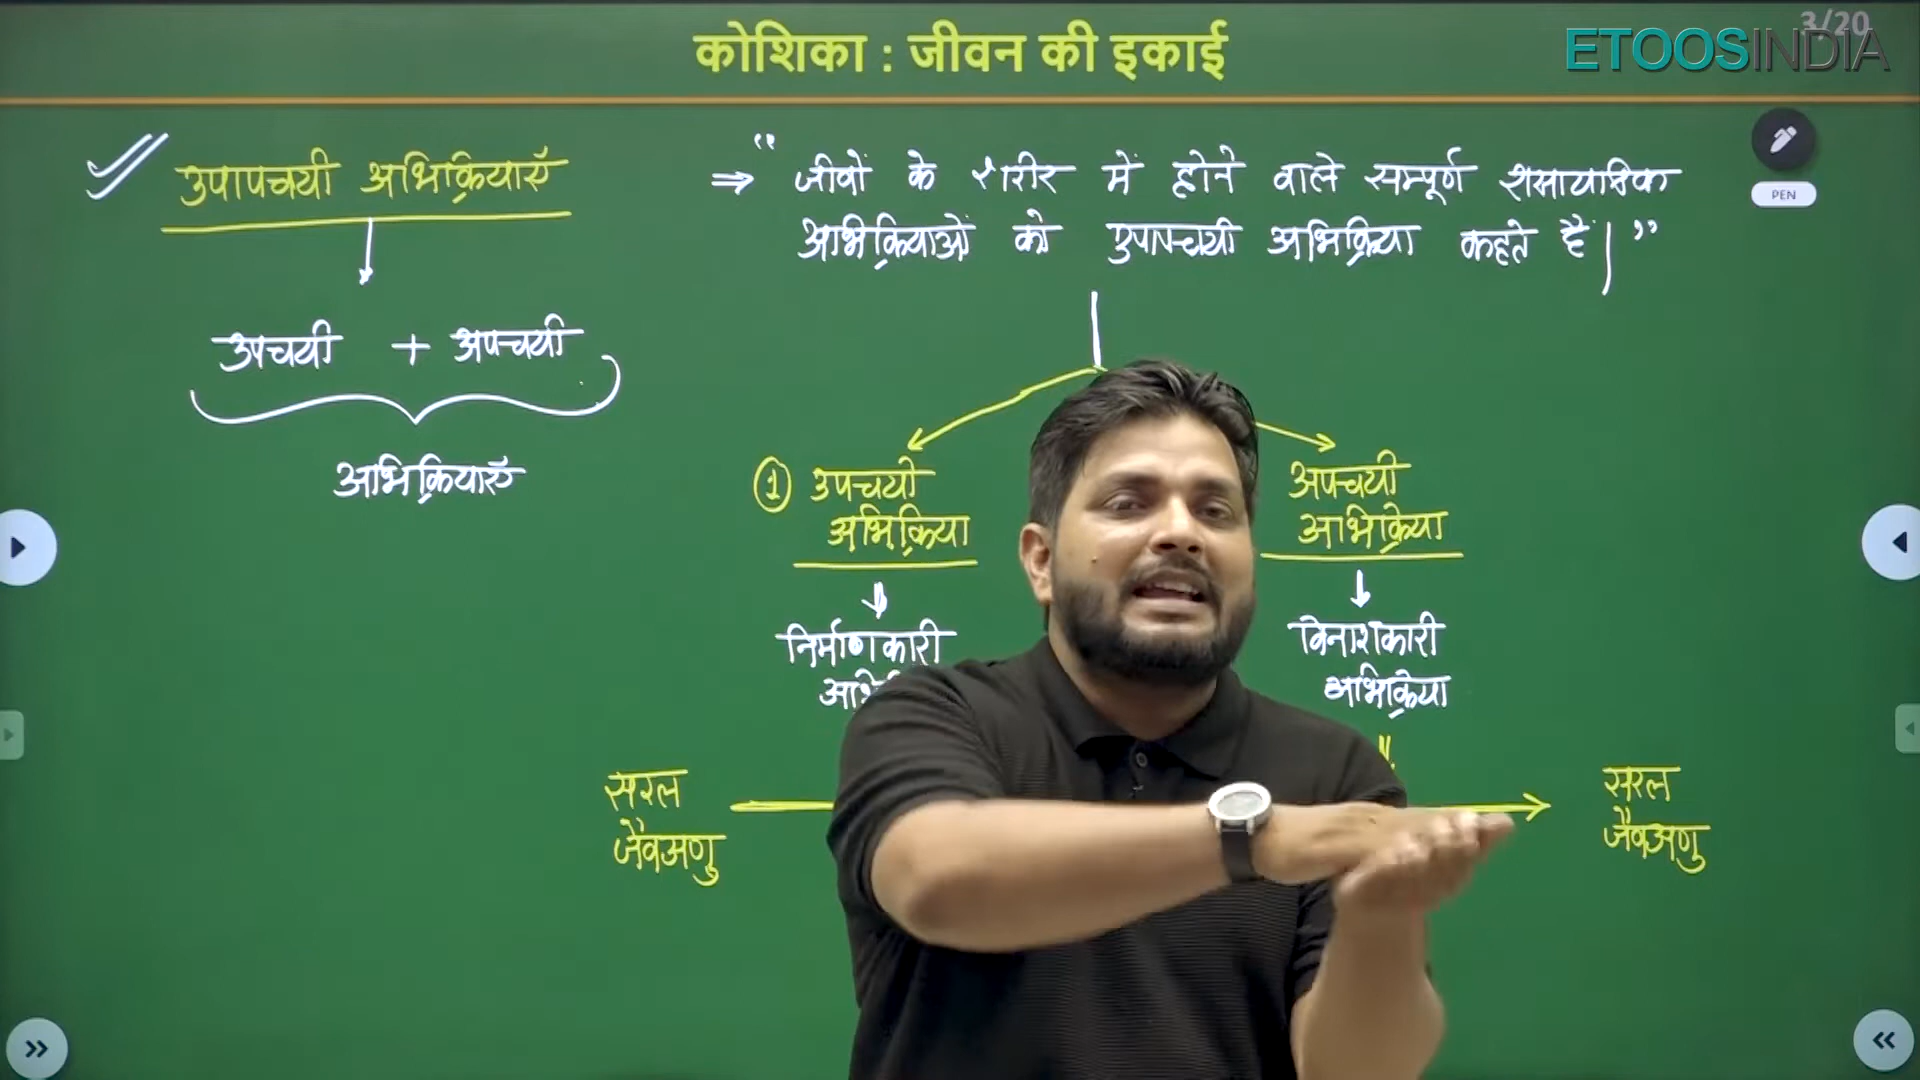 कोशिका : जीवन की इकाई
3/20
ETOOSINDIA
PEN
उपापचयी अभिक्रियाएँ
उपचयी + अपचयी
अभिक्रियाएँ
⇒ “ जीवों के शरीर में होने वाले सम्पूर्ण रासायनिक
अभिक्रियाओं को उपापचयी अभिक्रिया कहते है| ”
① उपचयी
अभिक्रिया
निर्माणकारी
अपचयी
अभिक्रिया
विनाशकारी
अभिक्रिया
सरल
जैवअणु
सरल
जैवअणु